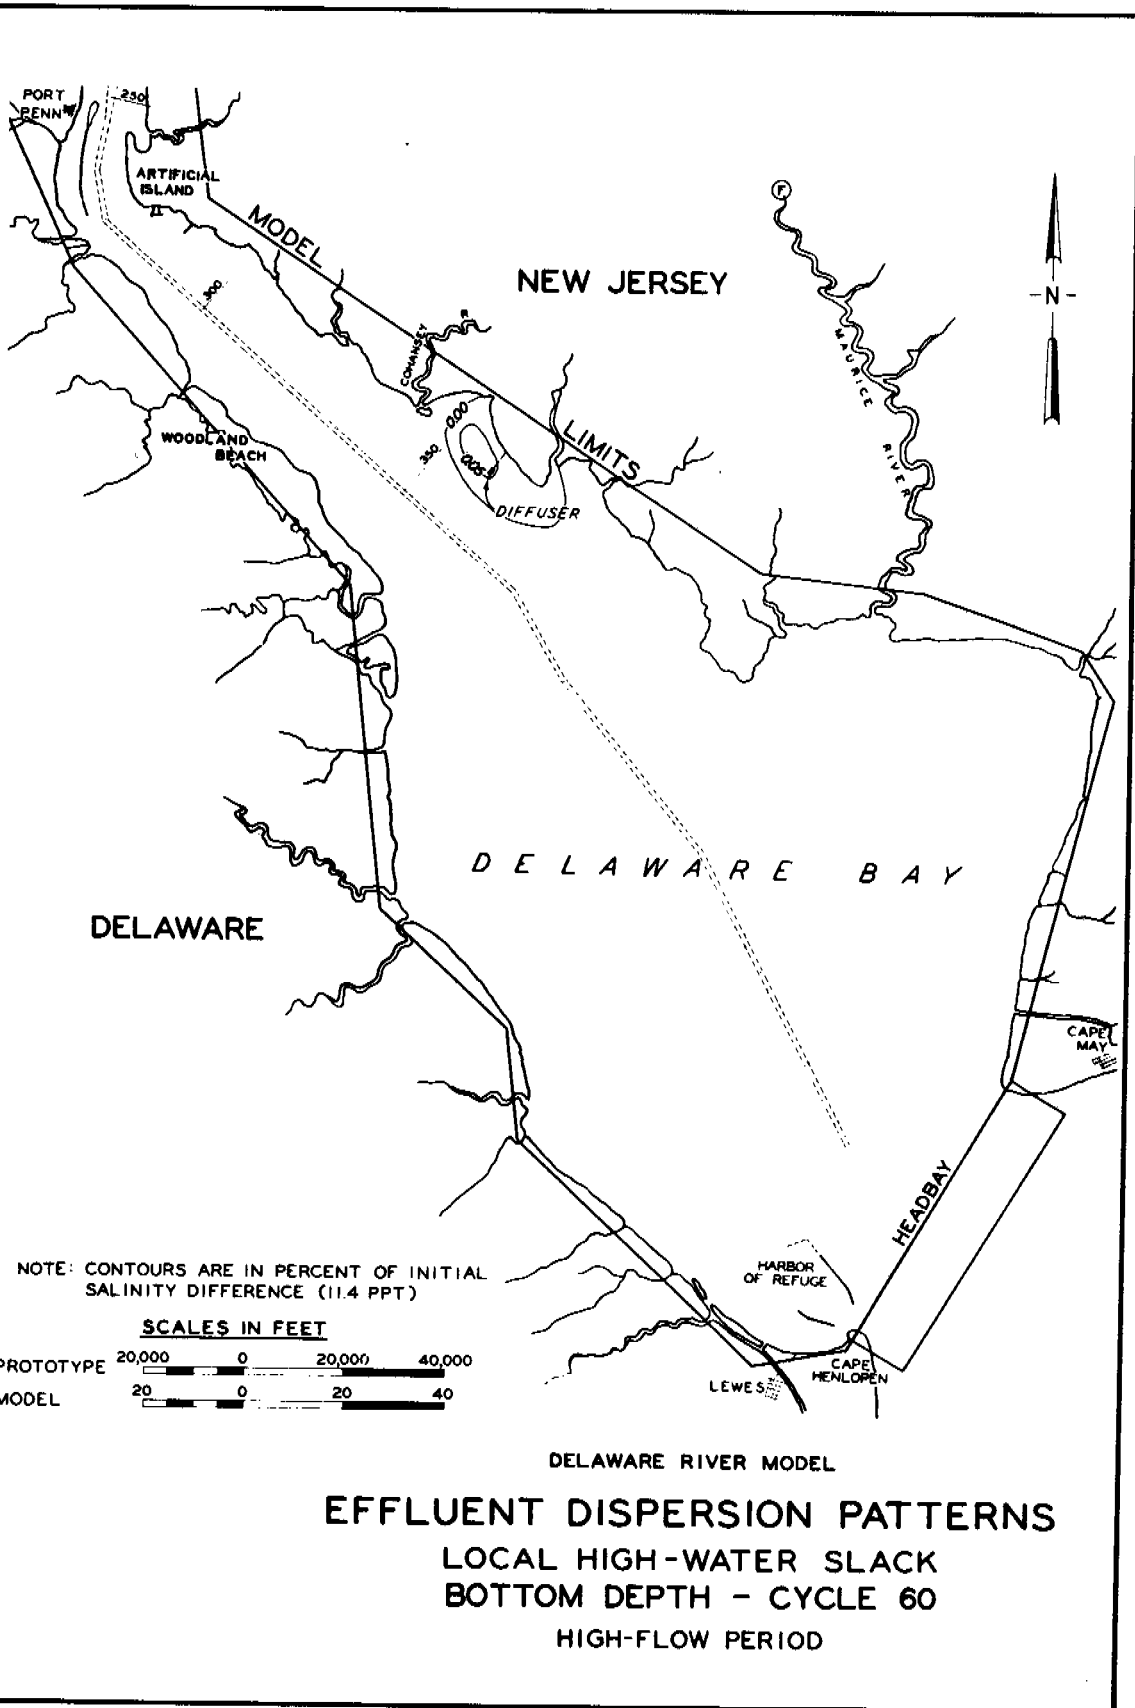 PORT
PENN
250
ARTIFICIAL
ISLAND
MODEL
300
NEW JERSEY
F
N
COHANSEY
R
MAURICE
RIVER
0.00
350
LIMITS
DIFFUSER
WOODLAND
BEACH
DELAWARE BAY
DELAWARE
CAPE
MAY
HEADBAY
HARBOR
OF REFUGE
NOTE: CONTOURS ARE IN PERCENT OF INITIAL
SALINITY DIFFERENCE (11.4 PPT)
SCALES IN FEET
PROTOTYPE 20,000 0 20,000 40,000
MODEL 20 0 20 40
CAPE
HENLOPEN
LEWES
DELAWARE RIVER MODEL
EFFLUENT DISPERSION PATTERNS
LOCAL HIGH-WATER SLACK
BOTTOM DEPTH - CYCLE 60
HIGH-FLOW PERIOD